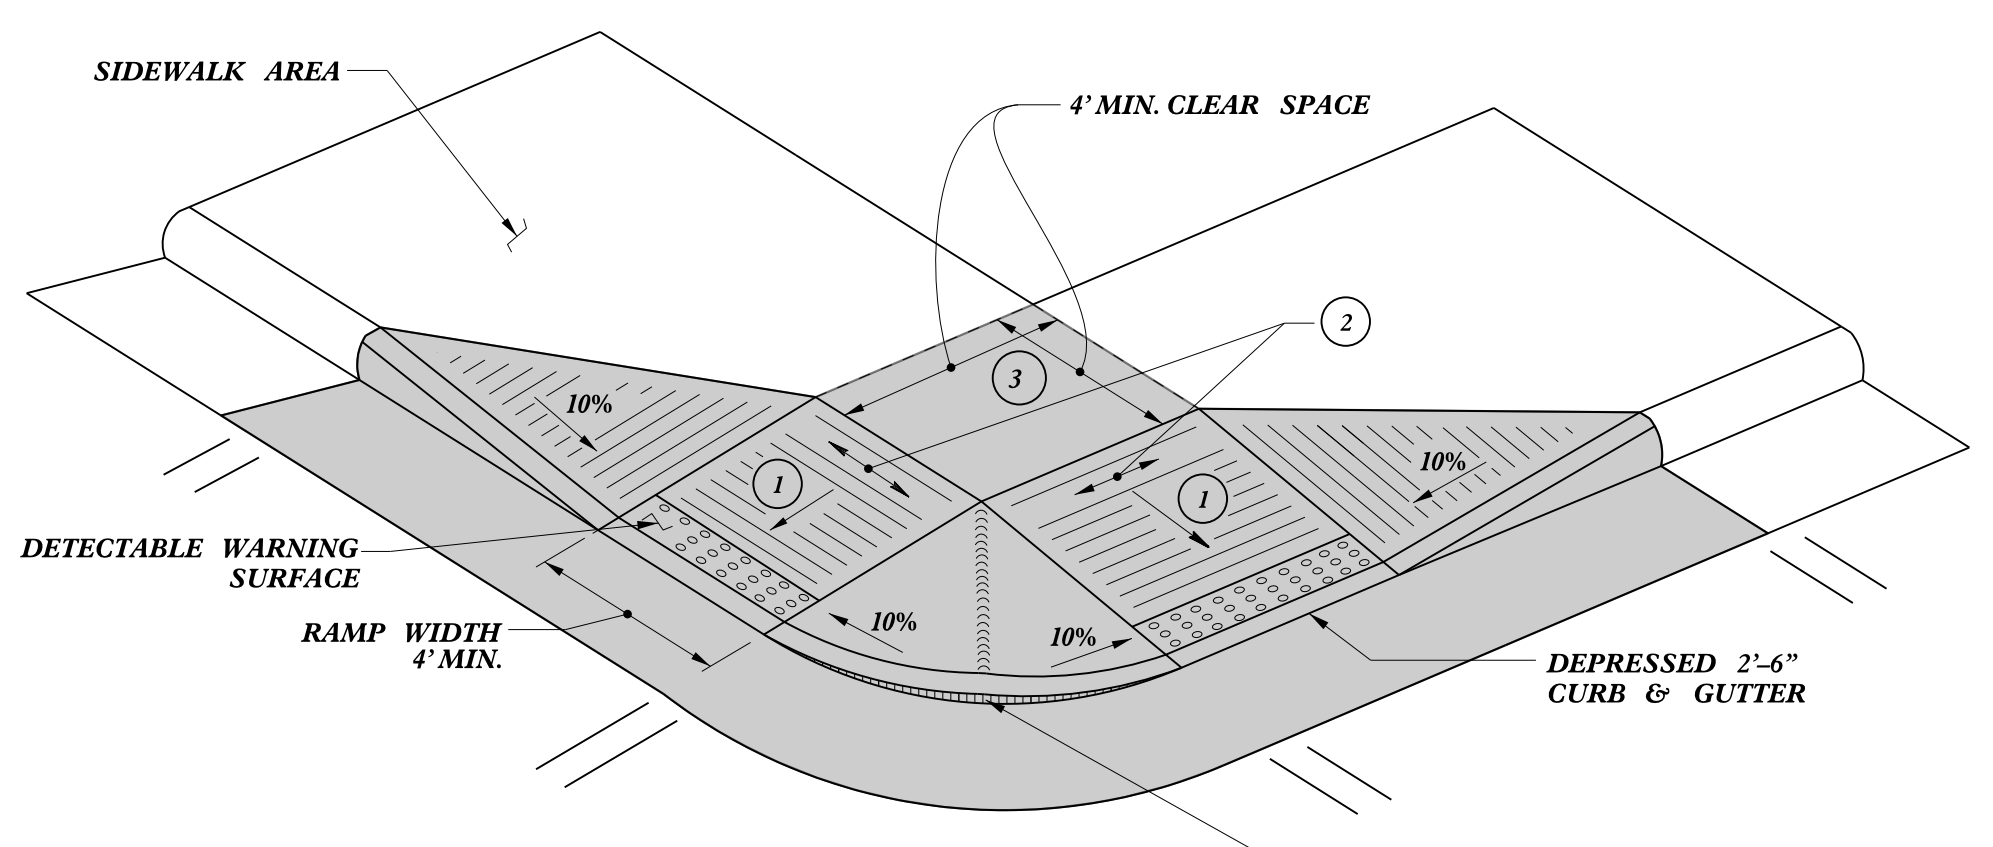 SIDEWALK AREA
4' MIN. CLEAR SPACE
2
3
10%
10%
1
1
DETECTABLE WARNING
SURFACE
10%
10%
RAMP WIDTH
4' MIN.
DEPRESSED 2'–6”
CURB & GUTTER